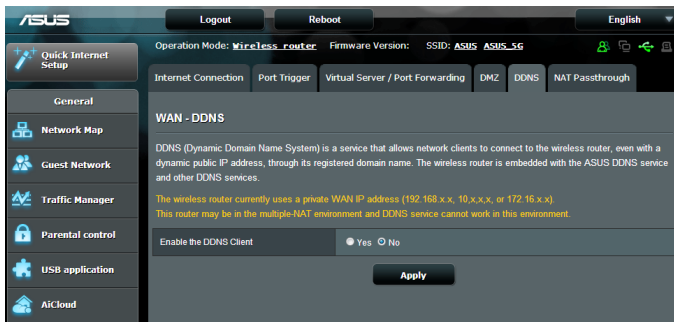 ASUS
Logout
Reboot
English
Quick Internet
Setup
Operation Mode: Wireless router Firmware Version: SSID: ASUS ASUS_5G
Internet Connection
Port Trigger
Virtual Server / Port Forwarding
DMZ
DDNS
NAT Passthrough
General
Network Map
Guest Network
Traffic Manager
Parental control
USB application
AiCloud
WAN - DDNS
DDNS (Dynamic Domain Name System) is a service that allows network clients to connect to the wireless router, even with a
dynamic public IP address, through its registered domain name. The wireless router is embedded with the ASUS DDNS service
and other DDNS services.
The wireless router currently uses a private WAN IP address (192.168.x.x, 10,x,x,x, or 172.16.x.x).
This router may be in the multiple-NAT environment and DDNS service cannot work in this environment.
Enable the DDNS Client
Yes No
Apply